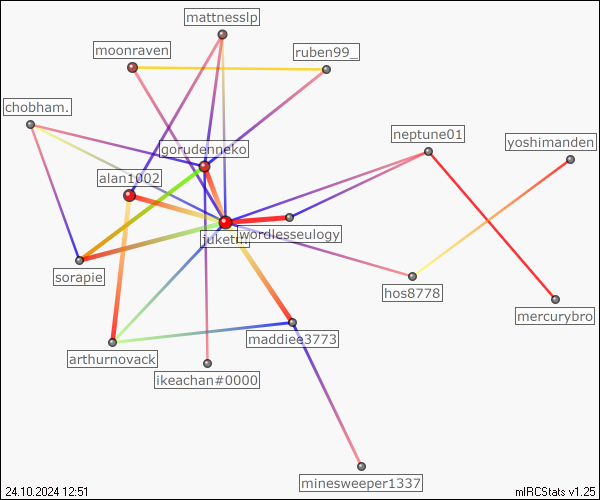 mattnesslp
moonraven
ruben99_
chobham.
neptune01
yoshimanden
gorudenneko
alan1002
wordlesseulogy
sorapie
hos8778
mercurybro
maddiee3773
arthurnovack
ikeachan#0000
minesweeper1337
24.10.2024 12:51
mIRCStats v1.25